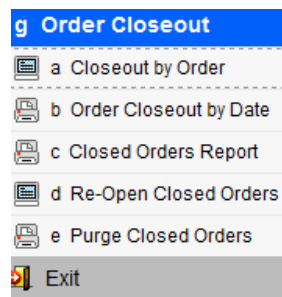 g Order Closeout
a Closeout by Order
b Order Closeout by Date
c Closed Orders Report
d Re-Open Closed Orders
e Purge Closed Orders
Exit